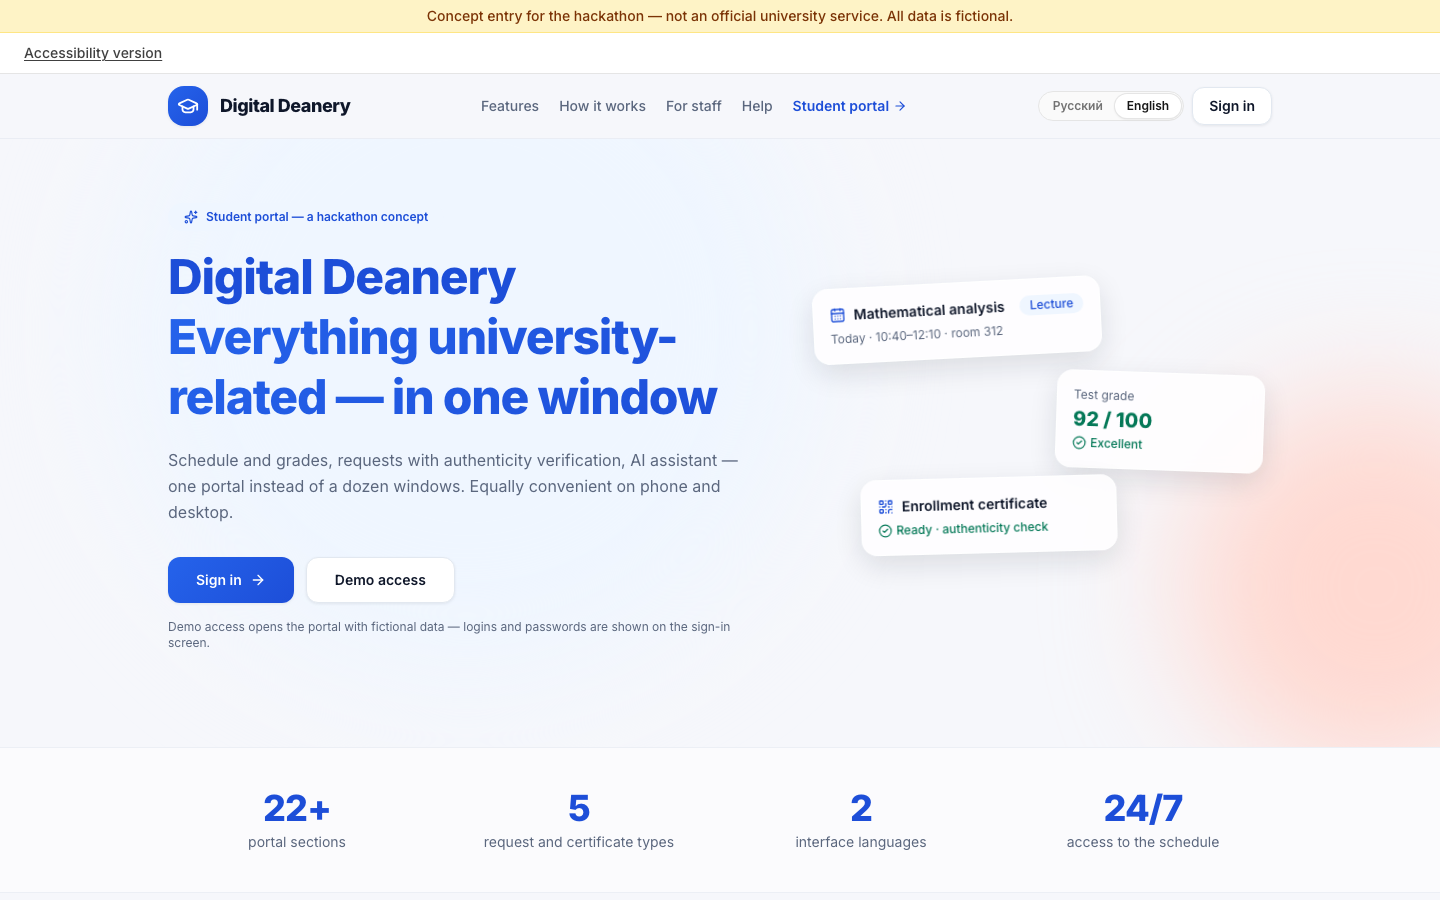 Concept entry for the hackathon — not an official university service. All data is fictional.
Accessibility version
Digital Deanery
Features
How it works
For staff
Help
Student portal →
Русский
English
Sign in
Student portal — a hackathon concept
Digital Deanery
Everything university-
related — in one window
Schedule and grades, requests with authenticity verification, AI assistant —
one portal instead of a dozen windows. Equally convenient on phone and
desktop.
Sign in →
Demo access
Demo access opens the portal with fictional data — logins and passwords are shown on the sign-in
screen.
Mathematical analysis
Lecture
Today · 10:40–12:10 · room 312
Test grade
92 / 100
Excellent
Enrollment certificate
Ready · authenticity check
22+
portal sections
5
request and certificate types
2
interface languages
24/7
access to the schedule